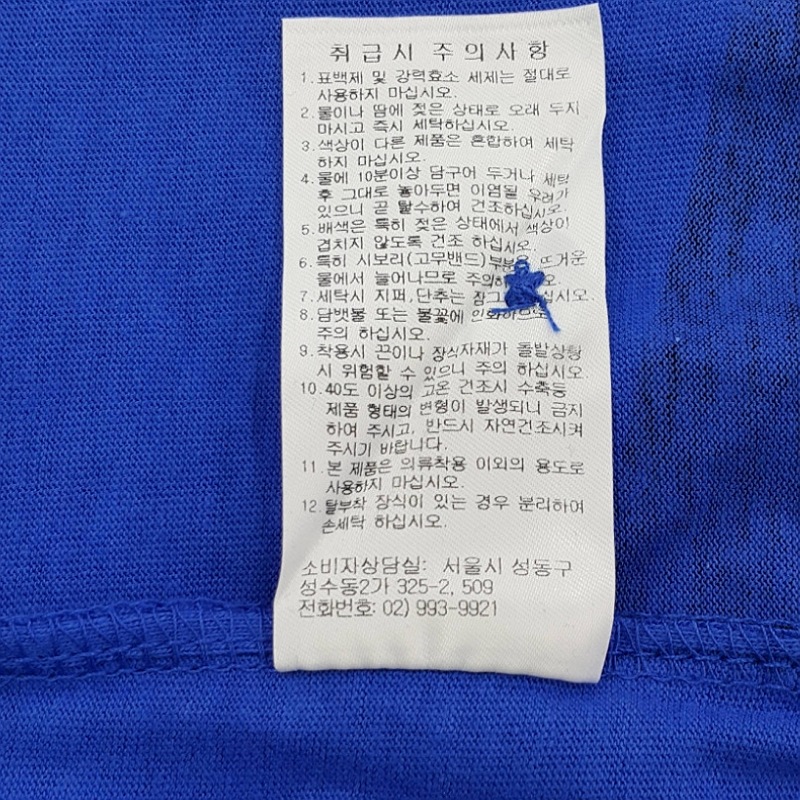 취급시 주의사항
1. 표백제 및 강력효소 세제는 절대로
사용하지 마십시오.
2. 물이나 땀에 젖은 상태로 오래 두지
마시고 즉시 세탁하십시오.
3. 색상이 다른 제품은 혼합하여 세탁
하지 마십시오.
4. 물에 10분이상 담구어 두거나 세탁
후 그대로 놓아두면 이염될 우려가
있으니 곧 탈수하여 건조하십시오.
5. 배색은 특히 젖은 상태에서 색상이
겹치지 않도록 건조 하십시오.
6. 특히 시보리(고무밴드) 부분은 뜨거운
물에서 늘어나므로 주의하
7. 세탁시 지퍼, 단추는 잠그 십시오.
8. 담뱃불 또는 불꽃에 인화하므로
주의 하십시오.
9. 착용시 끈이나 장식자재가 돌발상황
시 위험할 수 있으니 주의 하십시오.
10. 40도 이상의 고온 건조시 수축등
제품 형태의 변형이 발생되니 금지
하여 주시고, 반드시 자연건조시켜
주시기 바랍니다.
11. 본 제품은 의류착용 이외의 용도로
사용하지 마십시오.
12. 탈부착 장식이 있는 경우 분리하여
손세탁 하십시오.
소비자상담실: 서울시 성동구
성수동2가 325-2, 509
전화번호: 02) 993-9921